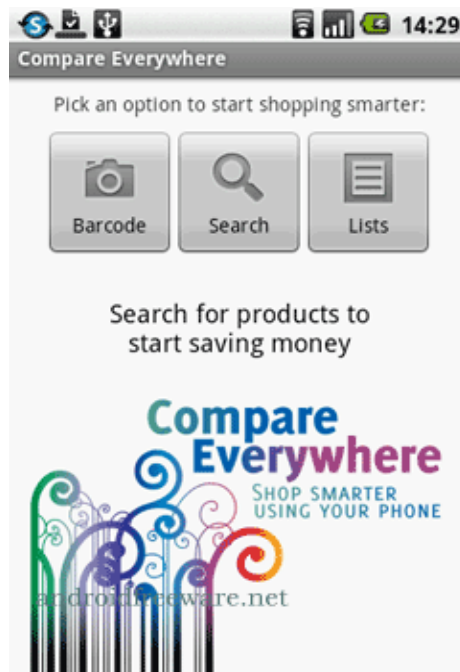 14:29
Compare Everywhere
Pick an option to start shopping smarter:
Barcode
Search
Lists
Search for products to
start saving money
Compare
Everywhere
SHOP SMARTER
USING YOUR PHONE
androidfreeware.net